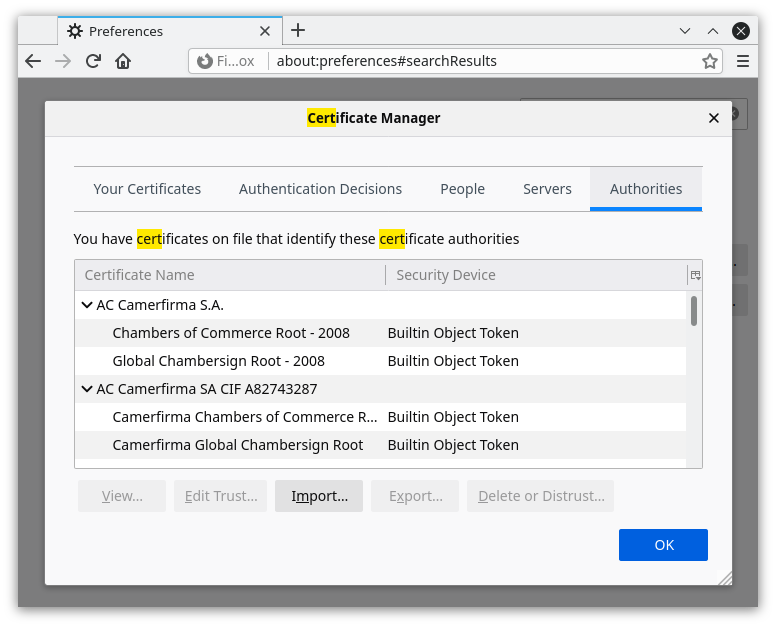 Preferences
Fi...ox about:preferences#searchResults
Certificate Manager
Your Certificates Authentication Decisions People Servers Authorities
You have certificates on file that identify these certificate authorities
Certificate Name Security Device
AC Camerfirma S.A.
Chambers of Commerce Root - 2008 Builtin Object Token
Global Chambersign Root - 2008 Builtin Object Token
AC Camerfirma SA CIF A82743287
Camerfirma Chambers of Commerce R... Builtin Object Token
Camerfirma Global Chambersign Root Builtin Object Token
View... Edit Trust... Import... Export... Delete or Distrust...
OK